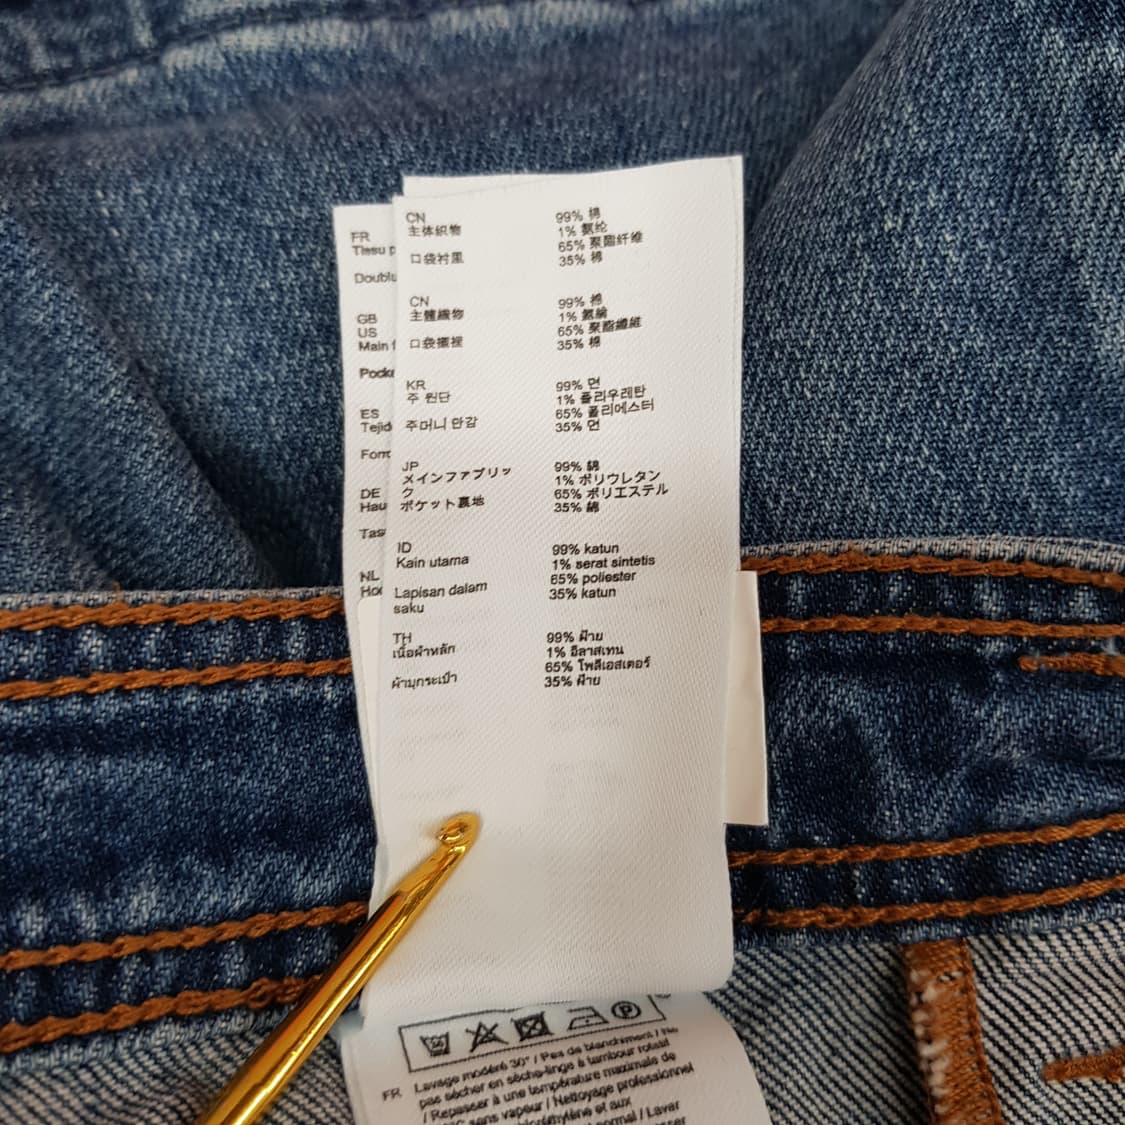 FR
Tissu p
Doublu
GB
US
Main f
Pocke
ES
Tejid
Forr
DE
Hau
Tas
NL
Hoo
CN
主体织物 99% 棉
1% 氨纶
口袋衬里 65% 聚酯纤维
35% 棉
CN
主體織物 99% 棉
1% 氨綸
65% 聚酯纖維
35% 棉
KR
주 원단 99% 면
1% 폴리우레탄
주머니 안감 65% 폴리에스터
35% 면
JP
メインファブリッ 99% 綿
ク 1% ポリウレタン
ポケット裏地 65% ポリエステル
35% 綿
ID
Kain utama 99% katun
1% serat sintetis
Lapisan dalam 65% poliester
saku 35% katun
TH
เนื้อผ้าหลัก 99% ฝ้าย
1% อีลาสเทน
ผ้ามุกระเป๋า 65% โพลีเอสเตอร์
35% ฝ้าย
FR Lavage modéré 30° / Pas de blanchiment / Ne
pas sécher en sèche-linge à tambour rotatif
/ Repasser à une température maximale de
sans vapeur / Nettoyage professionnel
et aux
normal / Laver